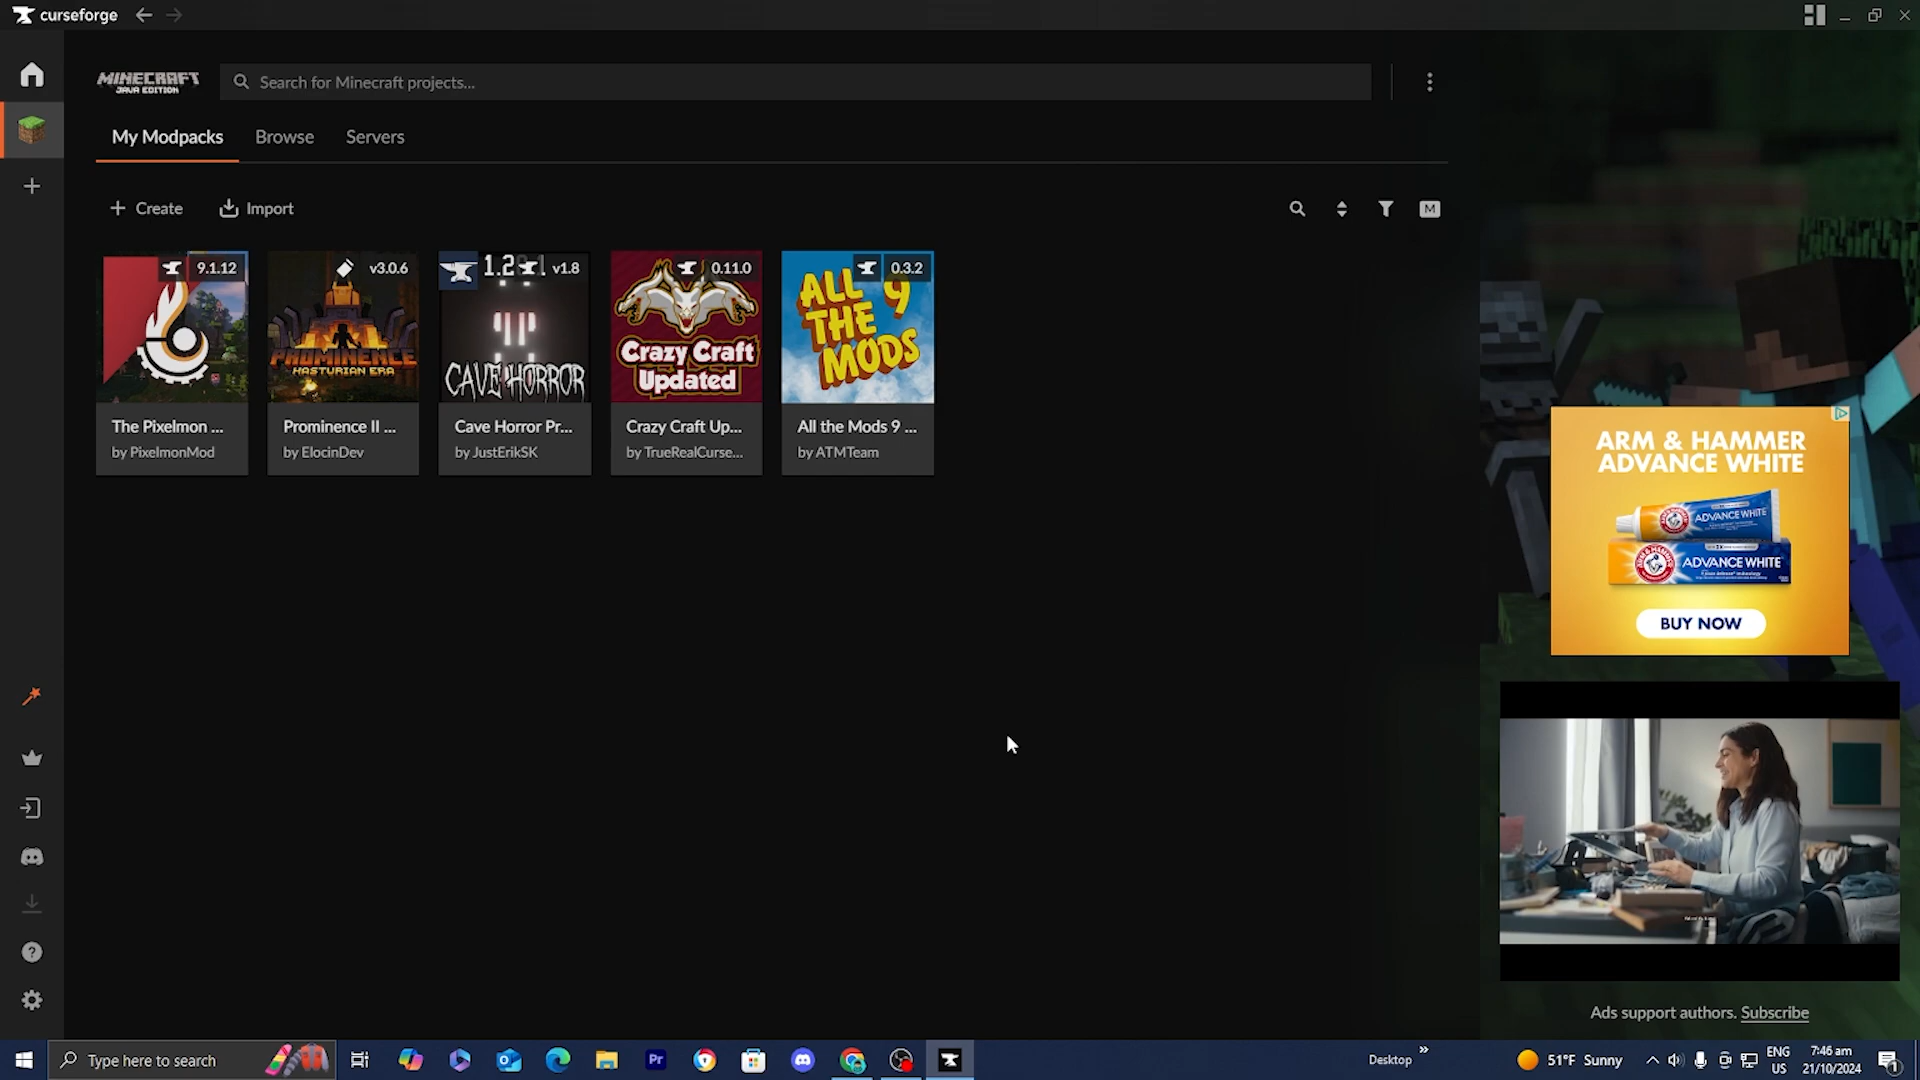 curseforge
MINECRAFT
JAVA EDITION
Search for Minecraft projects...
My Modpacks
Browse
Servers
Create
Import
M
9.1.12
v3.0.6
1.2
v1.8
0.11.0
0.3.2
PROMINENCE
HASTURIAN ERA
CAVE HORROR
Crazy Craft
Updated
ALL
THE 9
MODS
The Pixelmon ...
by PixelmonMod
Prominence II ...
by ElocinDev
Cave Horror Pr...
by JustErikSK
Crazy Craft Up...
by TrueRealCurse...
All the Mods 9 ...
by ATMTeam
ARM & HAMMER
ADVANCE WHITE
ADVANCE WHITE
ADVANCE WHITE
BUY NOW
Ads support authors. Subscribe
Type here to search
Pr
Desktop
51°F Sunny
ENG
US
7:46 am
21/10/2024
1